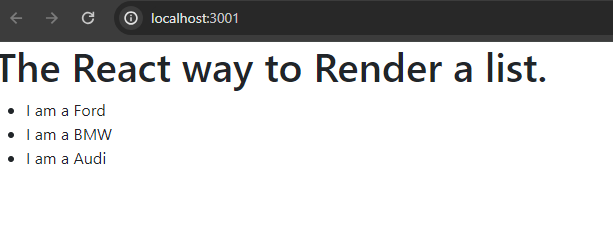 localhost:3001
The React way to Render a list.
I am a Ford
I am a BMW
I am a Audi